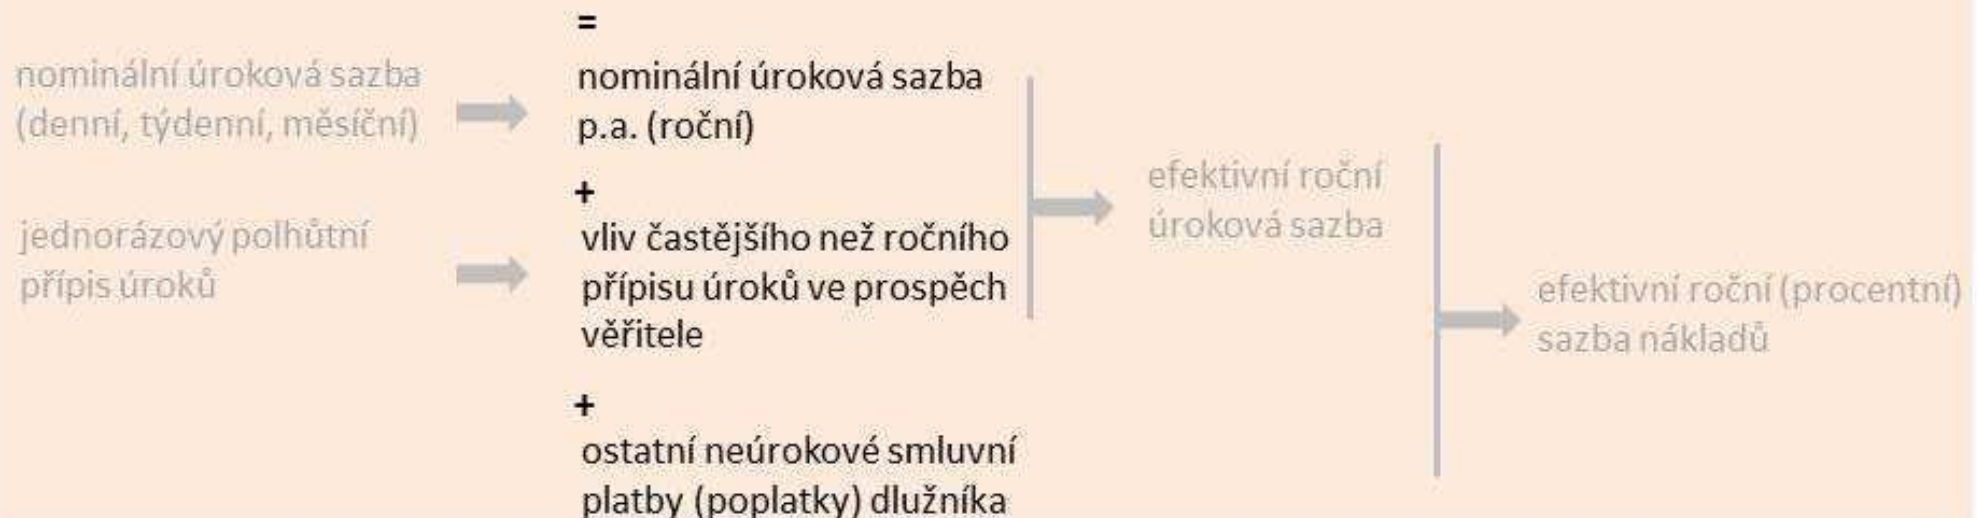 nominální úroková sazba
(denní, týdenní, měsíční)
jednorázový polhůtní
přípis úroků
=
nominální úroková sazba
p.a. (roční)
+
vliv častějšího než ročního
přípisu úroků ve prospěch
věřitele
+
ostatní neúrokové smluvní
platby (poplatky) dlužníka
efektivní roční
úroková sazba
efektivní roční (procentní)
sazba nákladů